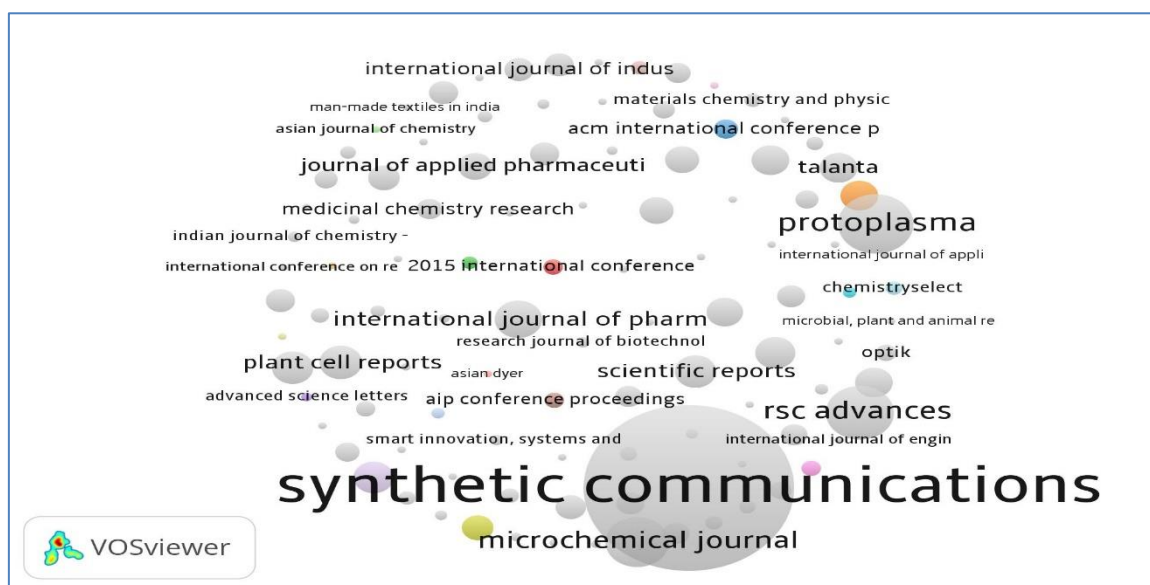 international journal of indus
man-made textiles in india
materials chemistry and physic
asian journal of chemistry
acm international conference p
journal of applied pharmaceuti
talanta
medicinal chemistry research
protoplasma
indian journal of chemistry -
international journal of appli
international conference on re
2015 international conference
chemistryselect
international journal of pharm
microbial, plant and animal re
research journal of biotechnol
optik
plant cell reports
asian dyer
scientific reports
advanced science letters
aip conference proceedings
rsc advances
smart innovation, systems and
international journal of engin
synthetic communications
microchemical journal
VOSviewer